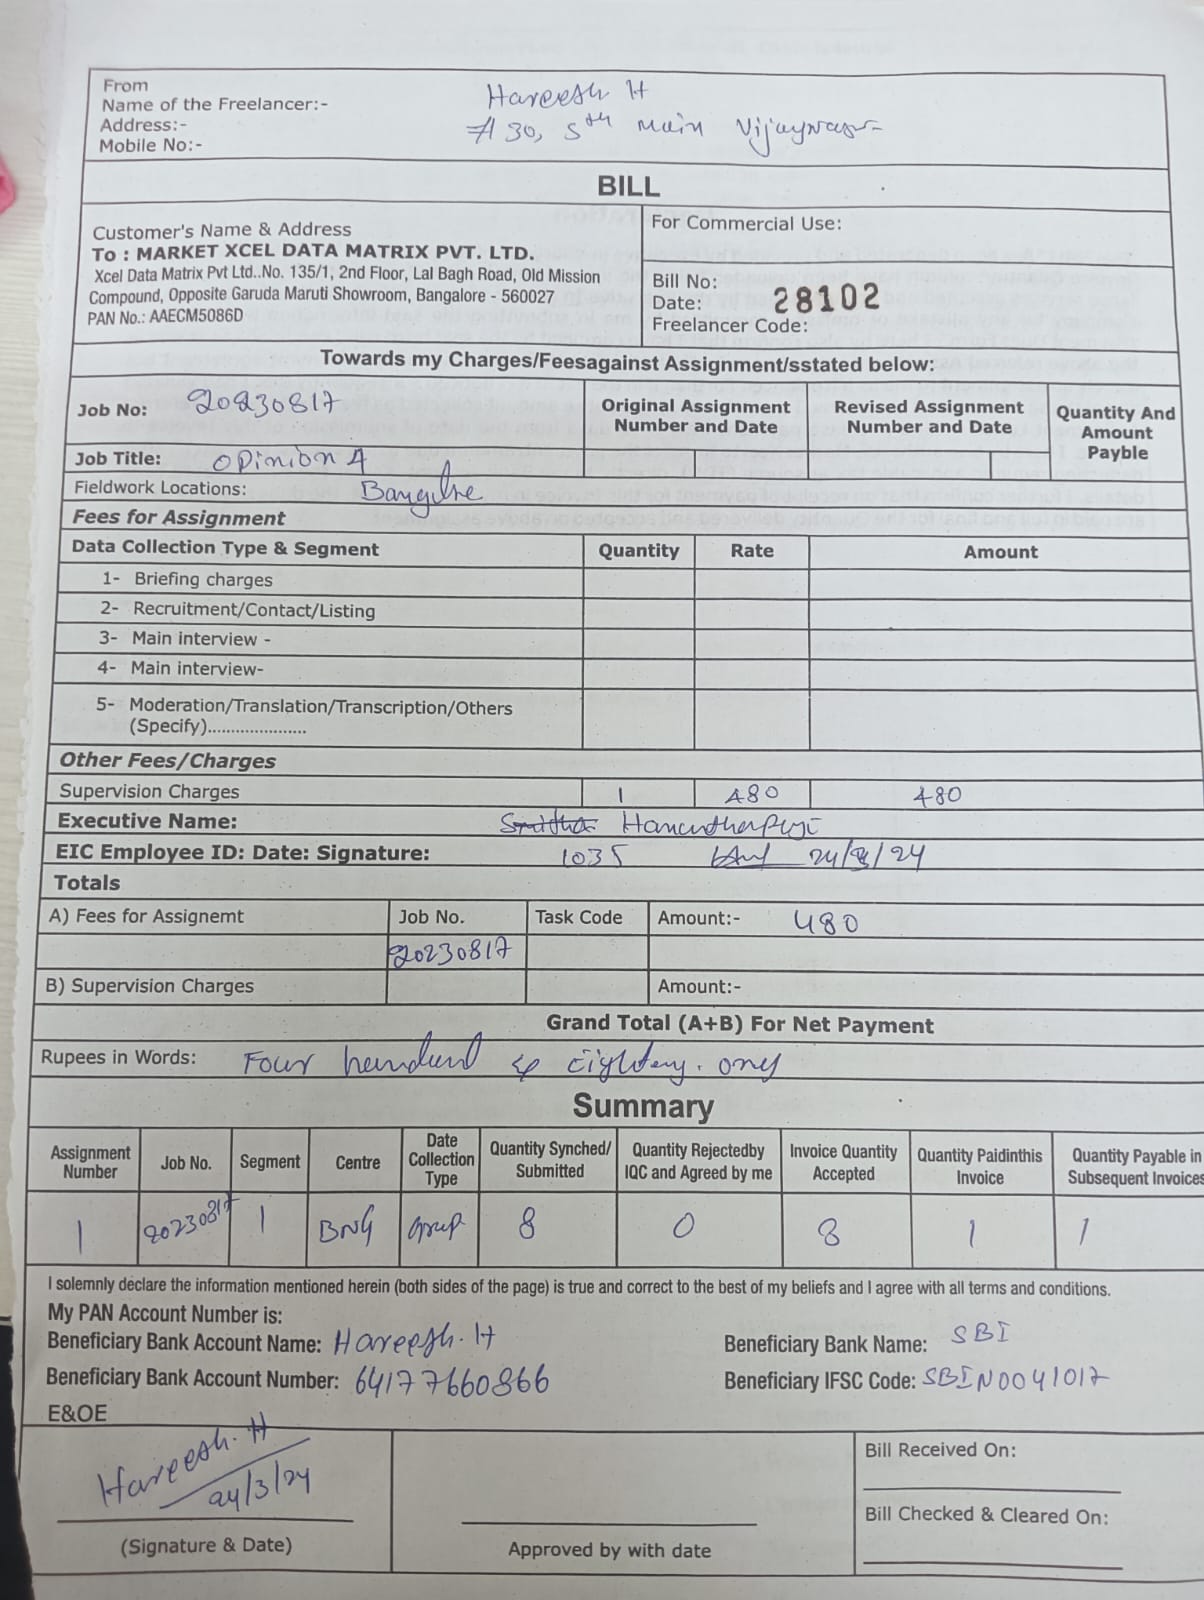 From
Name of the Freelancer:- Hareesh H
Address:- # 30, 5th main Vijaynagar
Mobile No:-
BILL
Customer's Name & Address
To : MARKET XCEL DATA MATRIX PVT. LTD.
Xcel Data Matrix Pvt Ltd..No. 135/1, 2nd Floor, Lal Bagh Road, Old Mission
Compound, Opposite Garuda Maruti Showroom, Bangalore - 560027
PAN No.: AAECM5086D
For Commercial Use:
Bill No:
Date: 28102
Freelancer Code:
Towards my Charges/Feesagainst Assignment/sstated below:
Job No: 20230817
Original Assignment Number and Date
Revised Assignment Number and Date
Quantity And Amount Payble
Job Title: OPinion 4
Fieldwork Locations: Banglre
Fees for Assignment
Data Collection Type & Segment Quantity Rate Amount
1- Briefing charges
2- Recruitment/Contact/Listing
3- Main interview -
4- Main interview-
5- Moderation/Translation/Transcription/Others
(Specify).....................
Other Fees/Charges
Supervision Charges 1 480 480
Executive Name:
EIC Employee ID: Date: Signature: 1035 24/3/24
Totals
A) Fees for Assignemt Job No. Task Code Amount:- 480
20230817
B) Supervision Charges Amount:-
Grand Total (A+B) For Net Payment
Rupees in Words: Four hundred & Eightey. only
Summary
Assignment Number
Job No.
Segment
Centre
Date Collection Type
Quantity Synched/ Submitted
Quantity Rejectedby IQC and Agreed by me
Invoice Quantity Accepted
Quantity Paidinthis Invoice
Quantity Payable in Subsequent Invoices
1 20230817 1 BNG Group 8 0 8 1 1
I solemnly declare the information mentioned herein (both sides of the page) is true and correct to the best of my beliefs and I agree with all terms and conditions.
My PAN Account Number is:
Beneficiary Bank Account Name: Hareesh. H Beneficiary Bank Name: SBI
Beneficiary Bank Account Number: 64177660866 Beneficiary IFSC Code: SBIN0041017
E&OE
Hareesh. H
24/3/24
(Signature & Date)
Approved by with date
Bill Received On:
Bill Checked & Cleared On: